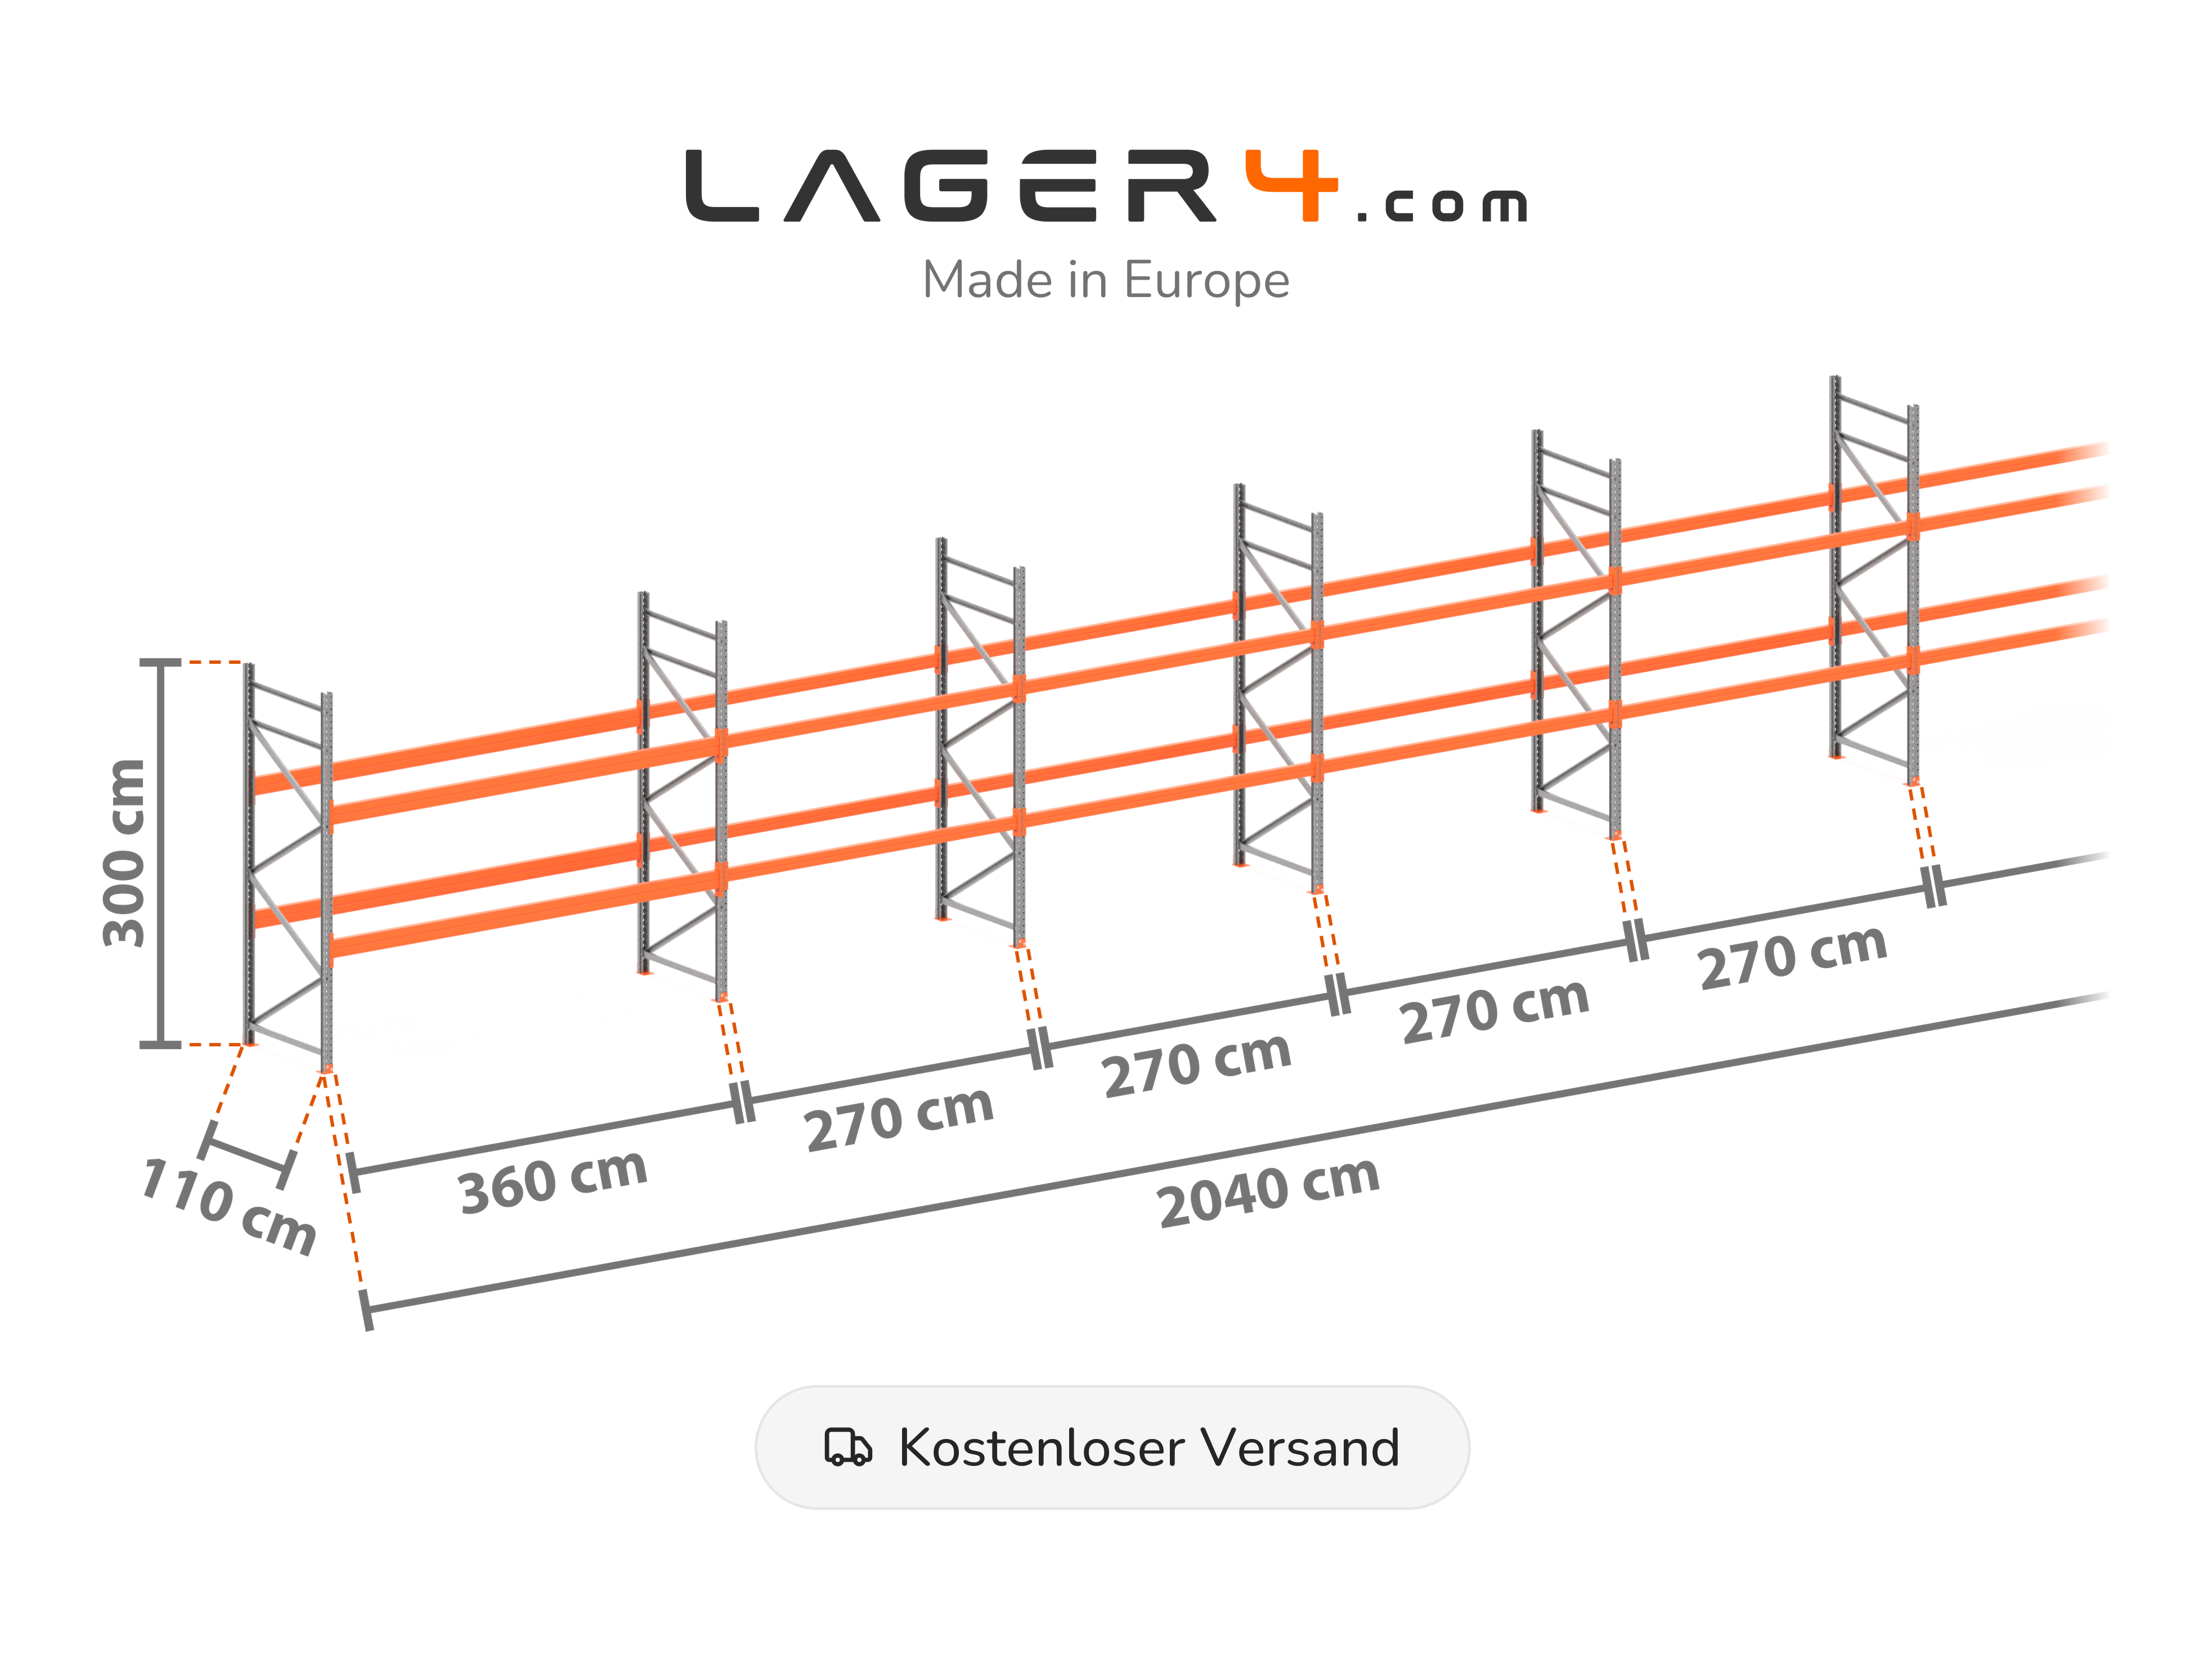 LAGER4.com
Made in Europe
300 cm
110 cm
360 cm
270 cm
270 cm
270 cm
270 cm
2040 cm
Kostenloser Versand